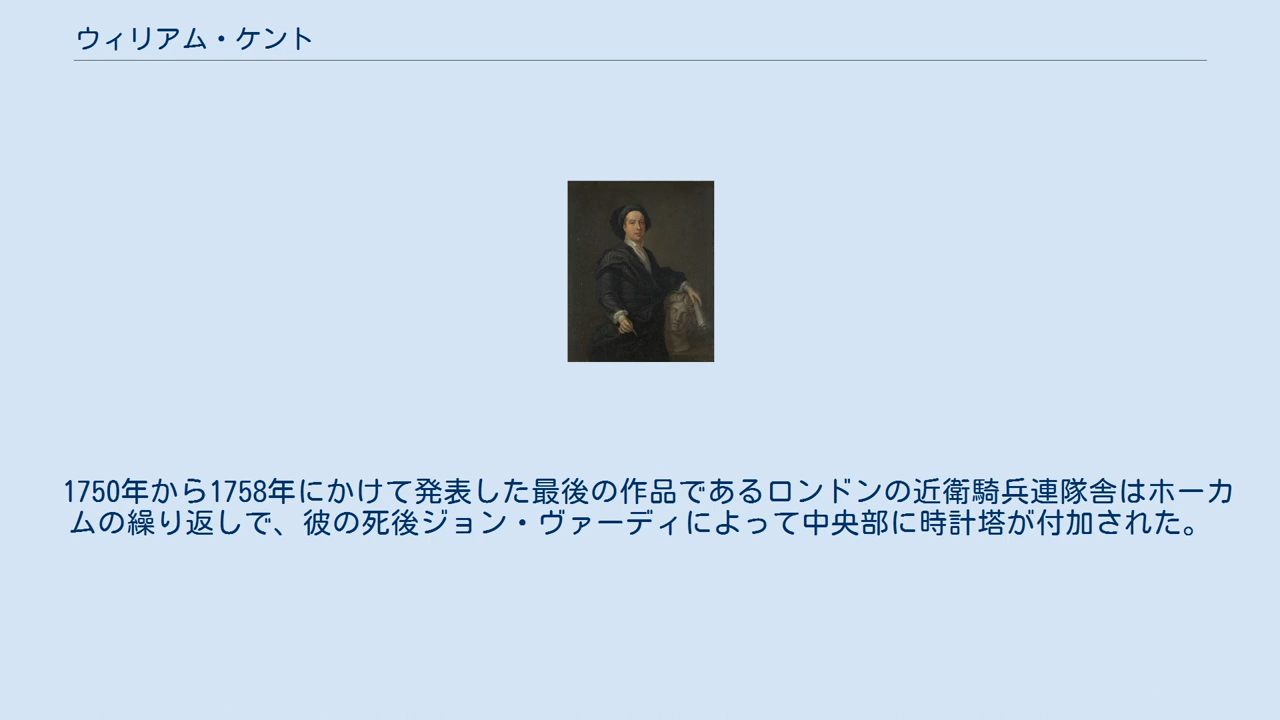 ウィリアム・ケント
1750年から1758年にかけて発表した最後の作品であるロンドンの近衛騎兵連隊舎はホーカ
ムの繰り返しで、彼の死後ジョン・ヴァーディによって中央部に時計塔が付加された。